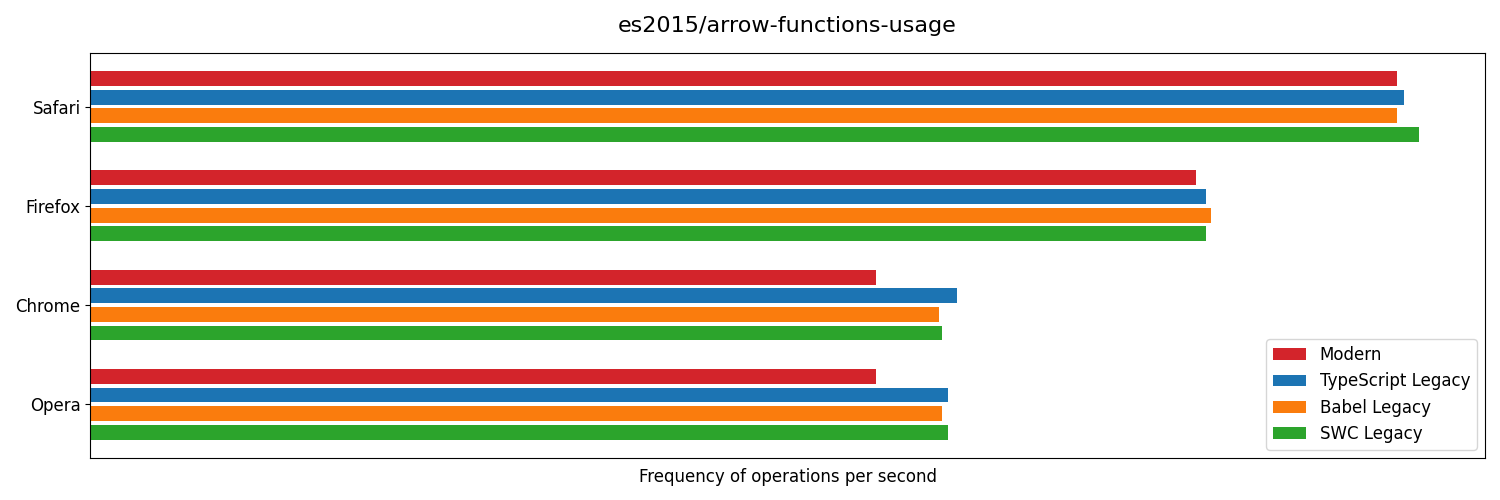 es2015/arrow-functions-usage
Safari
Firefox
Chrome
Opera
Modern
TypeScript Legacy
Babel Legacy
SWC Legacy
Frequency of operations per second